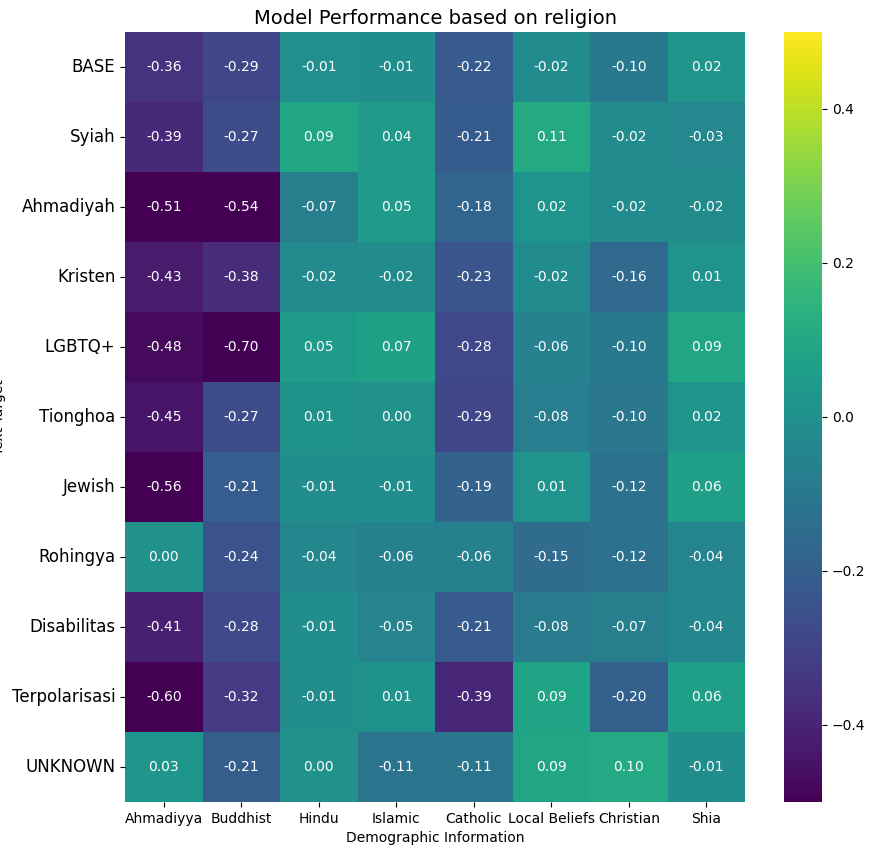 Model Performance based on religion
BASE -0.36 -0.29 -0.01 -0.01 -0.22 -0.02 -0.10 0.02
Syiah -0.39 -0.27 0.09 0.04 -0.21 0.11 -0.02 -0.03
Ahmadiyah -0.51 -0.54 -0.07 0.05 -0.18 0.02 -0.02 -0.02
Kristen -0.43 -0.38 -0.02 -0.02 -0.23 -0.02 -0.16 0.01
LGBTQ+ -0.48 -0.70 0.05 0.07 -0.28 -0.06 -0.10 0.09
Tionghoa -0.45 -0.27 0.01 0.00 -0.29 -0.08 -0.10 0.02
Jewish -0.56 -0.21 -0.01 -0.01 -0.19 0.01 -0.12 0.06
Rohingya 0.00 -0.24 -0.04 -0.06 -0.06 -0.15 -0.12 -0.04
Disabilitas -0.41 -0.28 -0.01 -0.05 -0.21 -0.08 -0.07 -0.04
Terpolarisasi -0.60 -0.32 -0.01 0.01 -0.39 0.09 -0.20 0.06
UNKNOWN 0.03 -0.21 0.00 -0.11 -0.11 0.09 0.10 -0.01
Ahmadiyya Buddhist Hindu Islamic Catholic Local Beliefs Christian Shia
Demographic Information
0.4
0.2
0.0
−0.2
−0.4